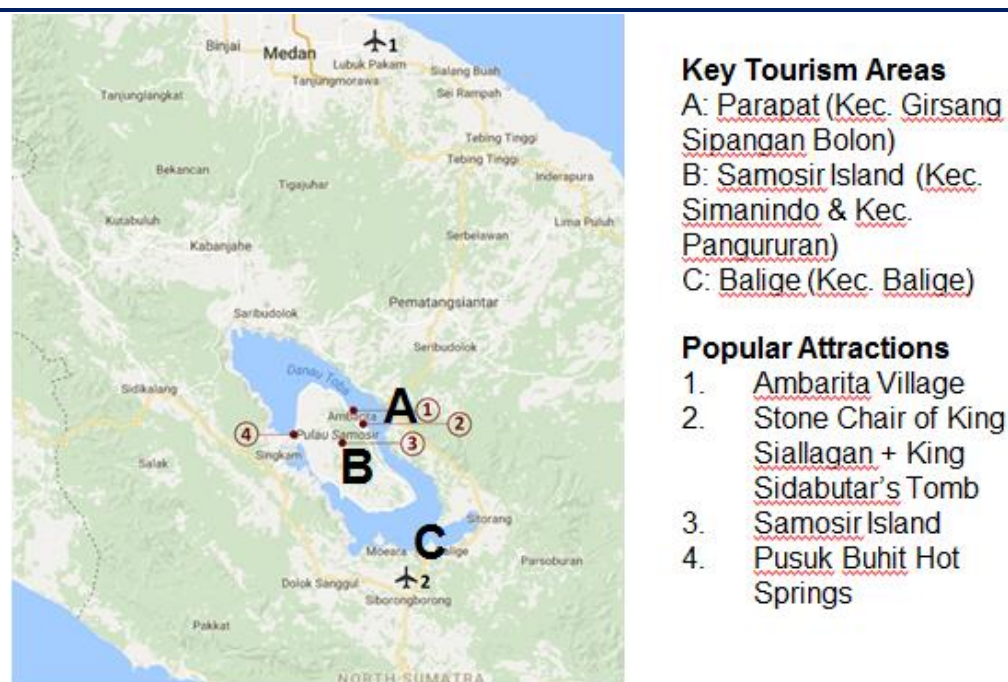 Binjai
Medan
1
Lubuk Pakam
Tanjungmorawa
Sialang Buah
Sei Rampah
Tanjunglangkat
Tebing Tinggi
Tebing Tinggi
Bekancan
Tigajuhar
Inderapura
Kutabuluh
Kabanjahe
Serbelawan
Lima Puluh
Pematangsiantar
Saribudolok
Seribudolok
Danau Toba
Sidikalang
A
Ambarita
1
2
4
Pulau Samosir
3
Singkam
B
Salak
Sitorang
C
Moeara
Parsoburan
Dolok Sanggul
2
Siborongborong
Pakkat
NORTH SUMATRA
Key Tourism Areas
A: Parapat (Kec. Girsang
Sipangan Bolon)
B: Samosir Island (Kec.
Simanindo & Kec.
Pangururan)
C: Balige (Kec. Balige)
Popular Attractions
1. Ambarita Village
2. Stone Chair of King
Siallagan + King
Sidabutar's Tomb
3. Samosir Island
4. Pusuk Buhit Hot
Springs